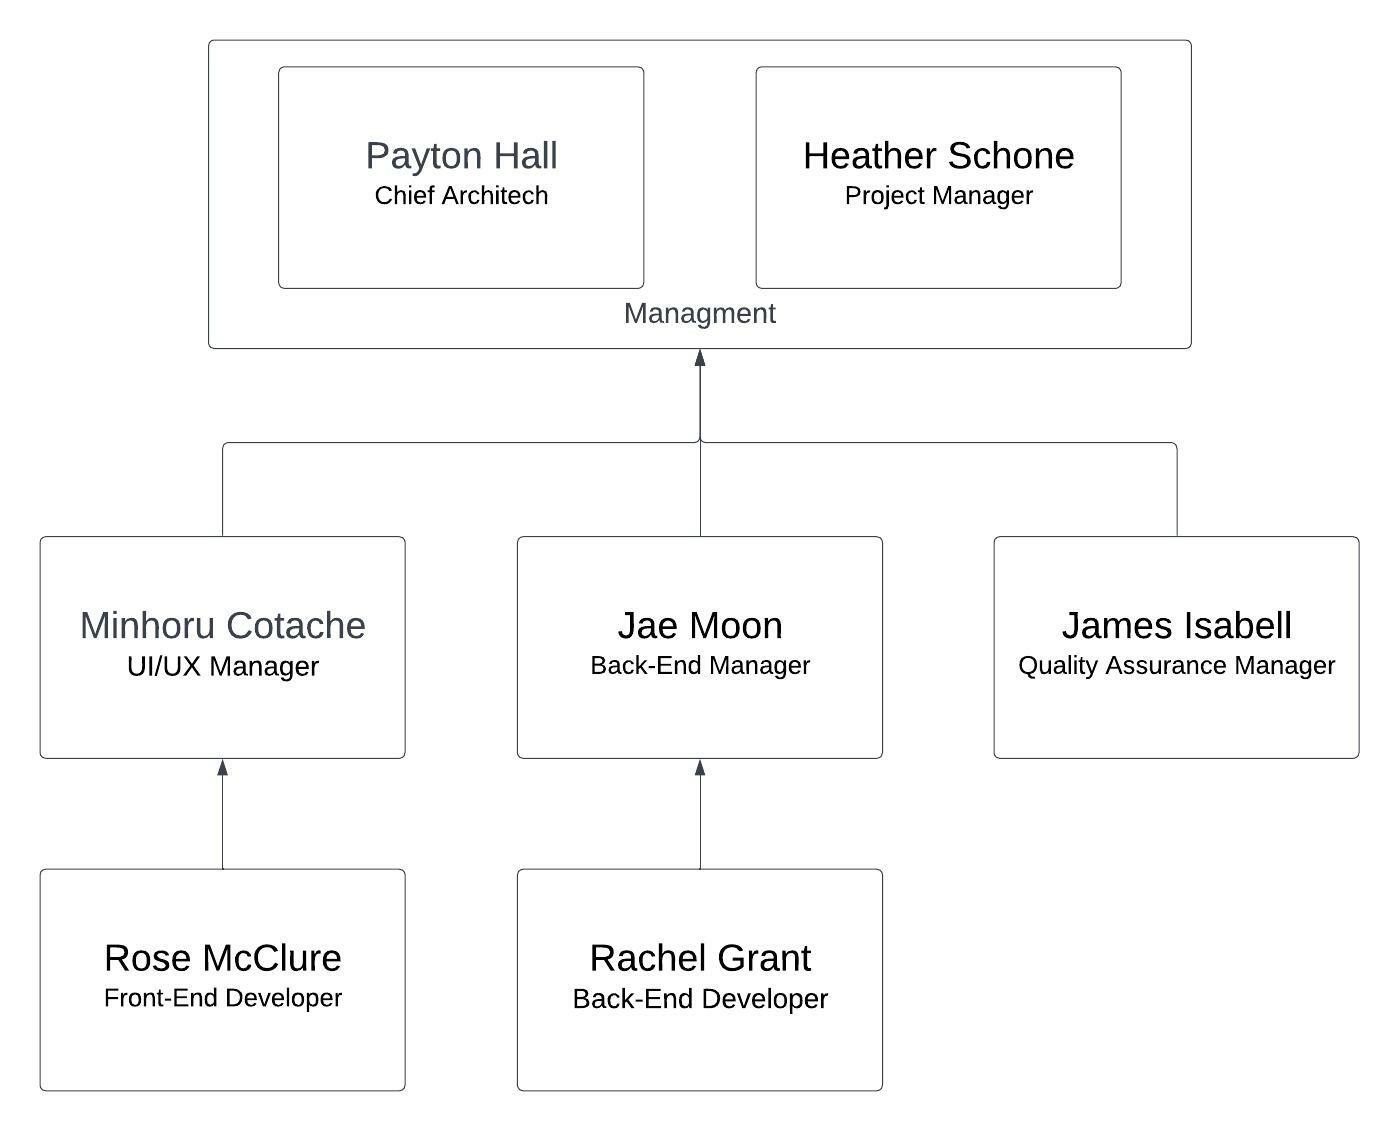 Payton Hall
Chief Architech
Heather Schone
Project Manager
Managment
Minhoru Cotache
UI/UX Manager
Jae Moon
Back-End Manager
James Isabell
Quality Assurance Manager
Rose McClure
Front-End Developer
Rachel Grant
Back-End Developer